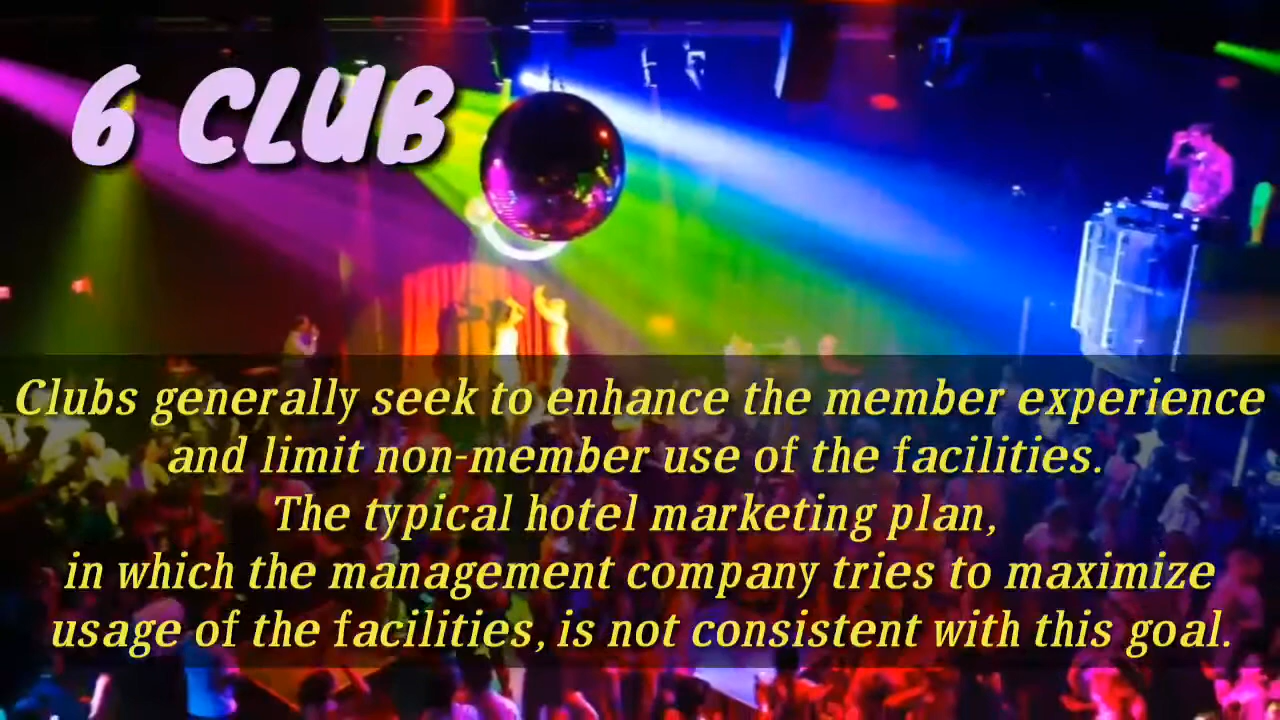 6 CLUB
Clubs generally seek to enhance the member experience
and limit non-member use of the facilities.
The typical hotel marketing plan,
in which the management company tries to maximize
usage of the facilities, is not consistent with this goal.